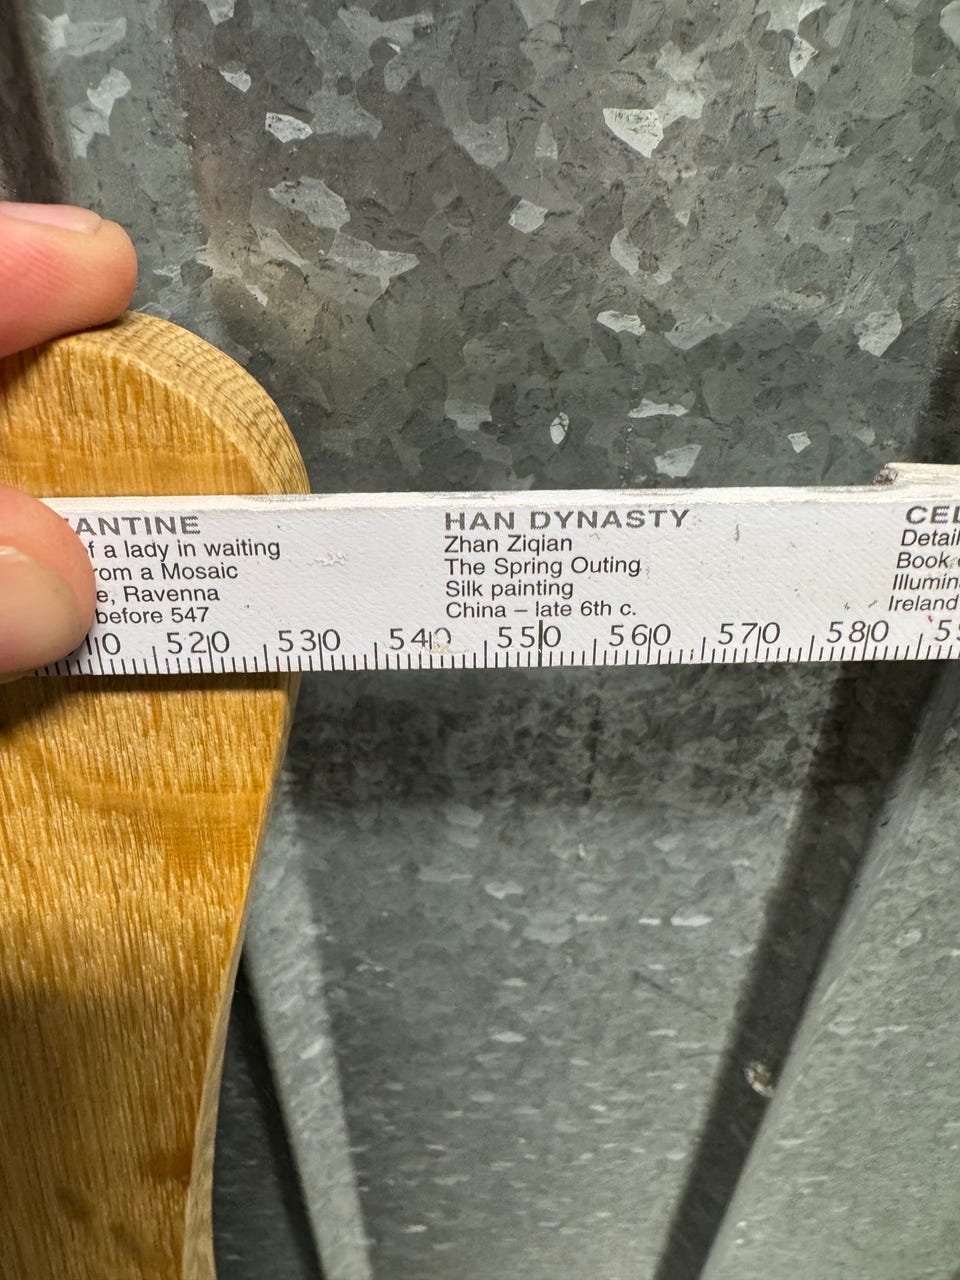 ANTINE
f a lady in waiting
rom a Mosaic
e, Ravenna
before 547
HAN DYNASTY
Zhan Ziqian
The Spring Outing
Silk painting
China – late 6th c.
CEL
Detail
Book
Illumin
Ireland
10 520 530 540 550 560 570 580 5